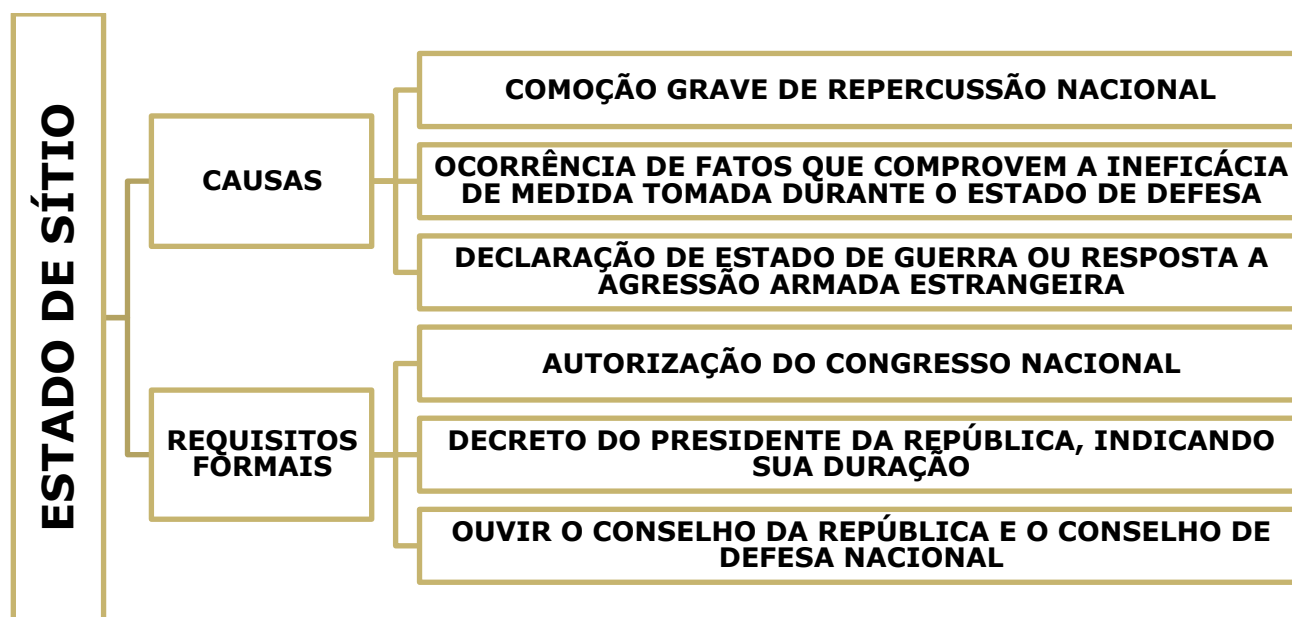 ESTADO DE SÍTIO
CAUSAS
COMOÇÃO GRAVE DE REPERCUSSÃO NACIONAL
OCORRÊNCIA DE FATOS QUE COMPROVEM A INEFICÁCIA
DE MEDIDA TOMADA DURANTE O ESTADO DE DEFESA
DECLARAÇÃO DE ESTADO DE GUERRA OU RESPOSTA A
AGRESSÃO ARMADA ESTRANGEIRA
REQUISITOS
FORMAIS
AUTORIZAÇÃO DO CONGRESSO NACIONAL
DECRETO DO PRESIDENTE DA REPÚBLICA, INDICANDO
SUA DURAÇÃO
OUVIR O CONSELHO DA REPÚBLICA E O CONSELHO DE
DEFESA NACIONAL